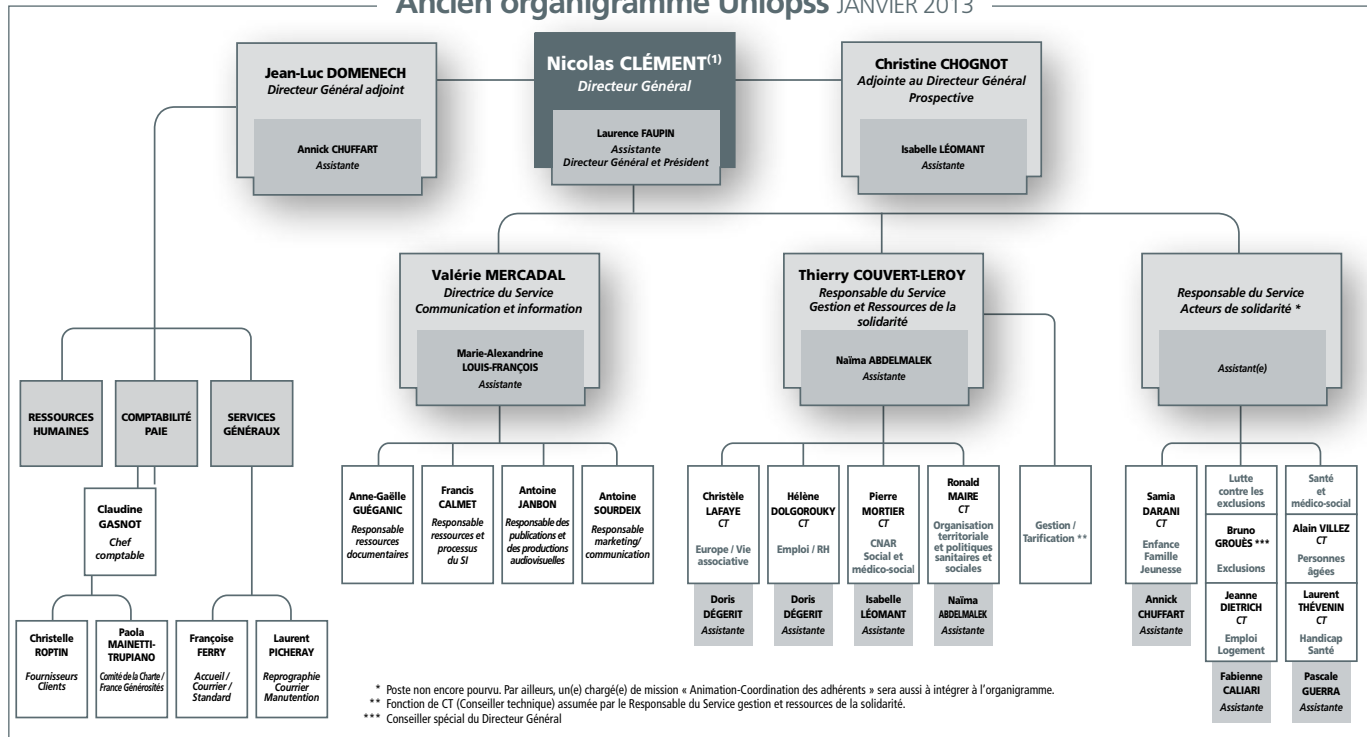 Ancien organigramme Uniopss JANVIER 2013
Jean-Luc DOMENECH
Directeur Général adjoint
Annick CHUFFART
Assistante
Nicolas CLÉMENT(1)
Directeur Général
Laurence FAUPIN
Assistante
Directeur Général et Président
Christine CHOGNOT
Adjointe au Directeur Général
Prospective
Isabelle LÉOMANT
Assistante
Valérie MERCADAL
Directrice du Service
Communication et information
Marie-Alexandrine
LOUIS-FRANÇOIS
Assistante
Thierry COUVERT-LEROY
Responsable du Service
Gestion et Ressources de la
solidarité
Naïma ABDELMALEK
Assistante
Responsable du Service
Acteurs de solidarité *
Assistant(e)
RESSOURCES
HUMAINES
COMPTABILITÉ
PAIE
SERVICES
GÉNÉRAUX
Claudine
GASNOT
Chef
comptable
Christelle
ROPTIN
Fournisseurs
Clients
Paola
MAINETTI-
TRUPIANO
Comité de la Charte /
France Générosités
Françoise
FERRY
Accueil /
Courrier /
Standard
Laurent
PICHERAY
Reprographie
Courrier
Manutention
Anne-Gaëlle
GUÉGANIC
Responsable
ressources
documentaires
Francis
CALMET
Responsable
ressources et
processus
du SI
Antoine
JANBON
Responsable des
publications et
des productions
audiovisuelles
Antoine
SOURDEIX
Responsable
marketing/
communication
Christèle
LAFAYE
CT
Europe / Vie
associative
Doris
DÉGERIT
Assistante
Hélène
DOLGOROUKY
CT
Emploi / RH
Doris
DÉGERIT
Assistante
Pierre
MORTIER
CT
CNAR
Social et
médico-social
Isabelle
LÉOMANT
Assistante
Ronald
MAIRE
CT
Organisation
territoriale
et politiques
sanitaires et
sociales
Naïma
ABDELMALEK
Assistante
Gestion /
Tarification **
Samia
DARANI
CT
Enfance
Famille
Jeunesse
Annick
CHUFFART
Assistante
Lutte
contre les
exclusions
Bruno
GROUÈS ***
Exclusions
Jeanne
DIETRICH
CT
Emploi
Logement
Fabienne
CALIARI
Assistante
Santé
et
médico-social
Alain VILLEZ
CT
Personnes
âgées
Laurent
THÉVENIN
CT
Handicap
Santé
Pascale
GUERRA
Assistante
* Poste non encore pourvu. Par ailleurs, un(e) chargé(e) de mission « Animation-Coordination des adhérents » sera aussi à intégrer à l'organigramme.
** Fonction de CT (Conseiller technique) assumée par le Responsable du Service gestion et ressources de la solidarité.
*** Conseiller spécial du Directeur Général